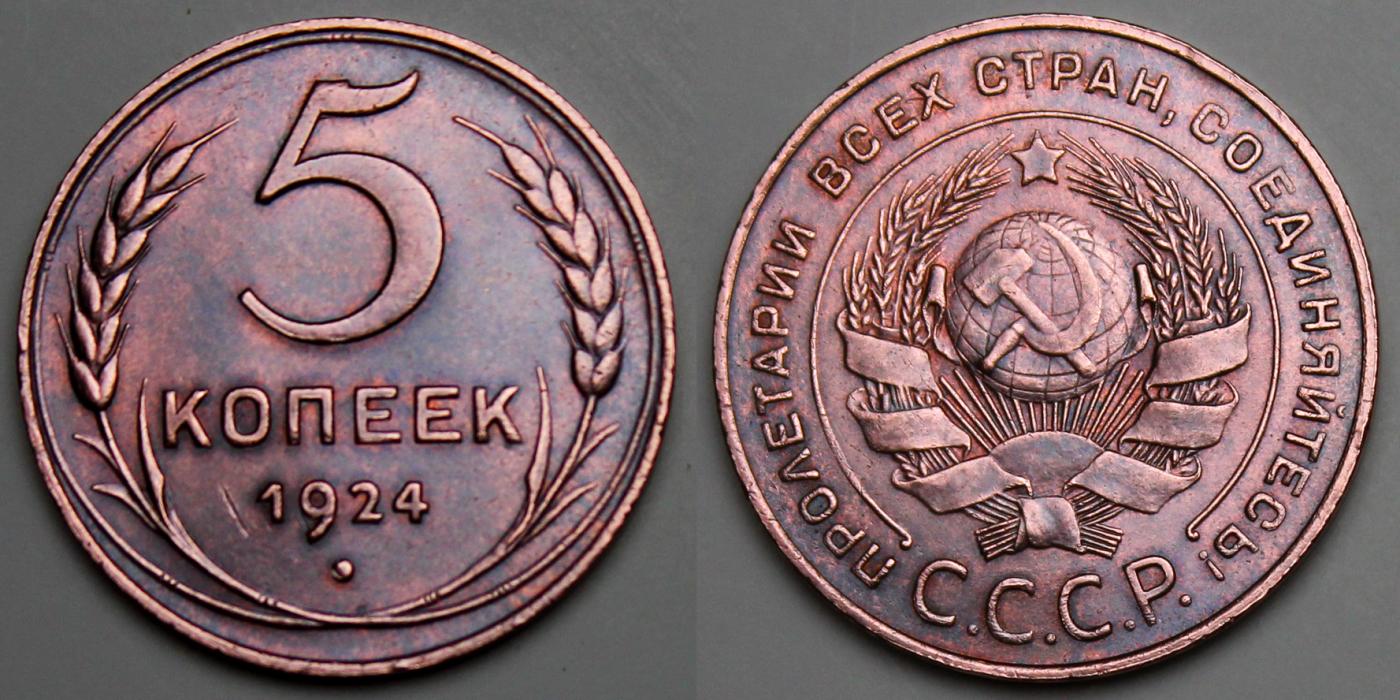 5
КОПЕЕК
1924
ПРОЛЕТАРИИ ВСЕХ СТРАН, СОЕДИНЯЙТЕСЬ!
С.С.С.Р.